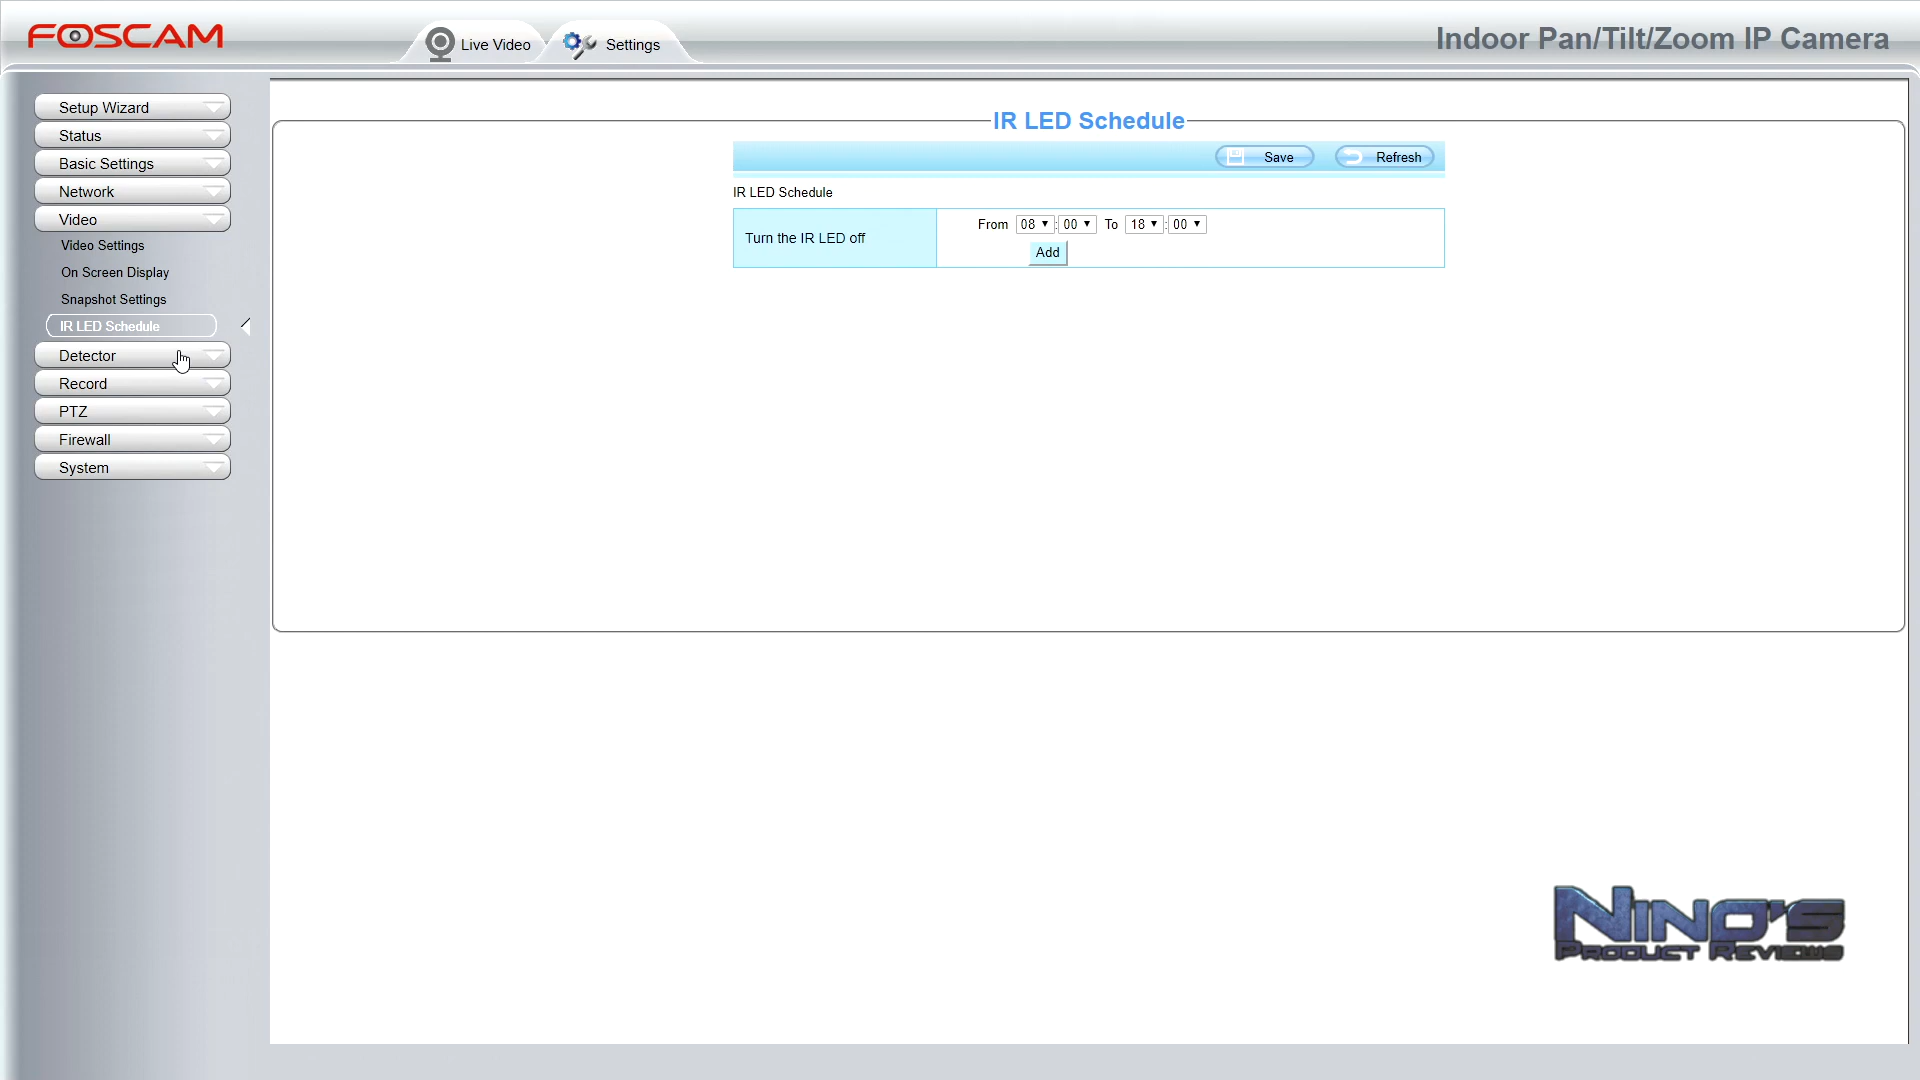 FOSCAM
Live Video
Settings
Indoor Pan/Tilt/Zoom IP Camera
Setup Wizard
Status
Basic Settings
Network
Video
Video Settings
On Screen Display
Snapshot Settings
IR LED Schedule
Detector
Record
PTZ
Firewall
System
IR LED Schedule
Save
Refresh
IR LED Schedule
Turn the IR LED off
From 08 : 00 To 18 : 00
Add
NINO'S
PRODUCT REVIEWS